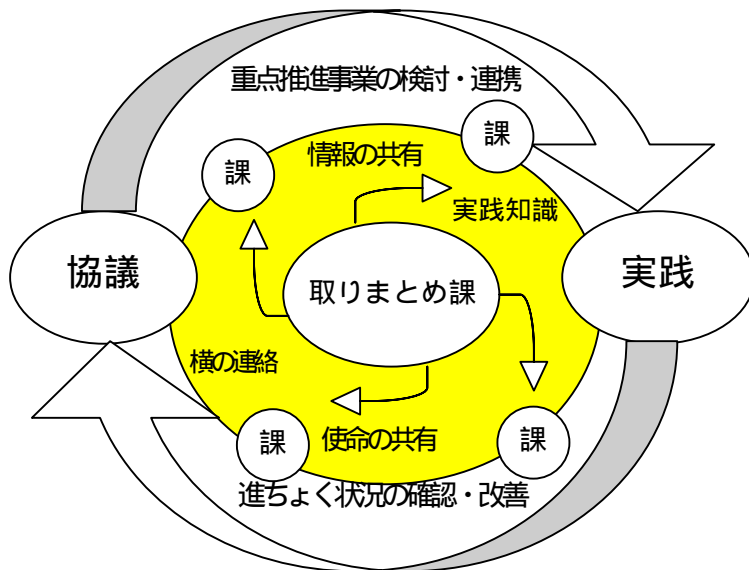 重点推進事業の検討・連携
課
課
情報の共有
実践知識
協議
取りまとめ課
実践
横の連絡
課
使命の共有
課
進ちょく状況の確認・改善